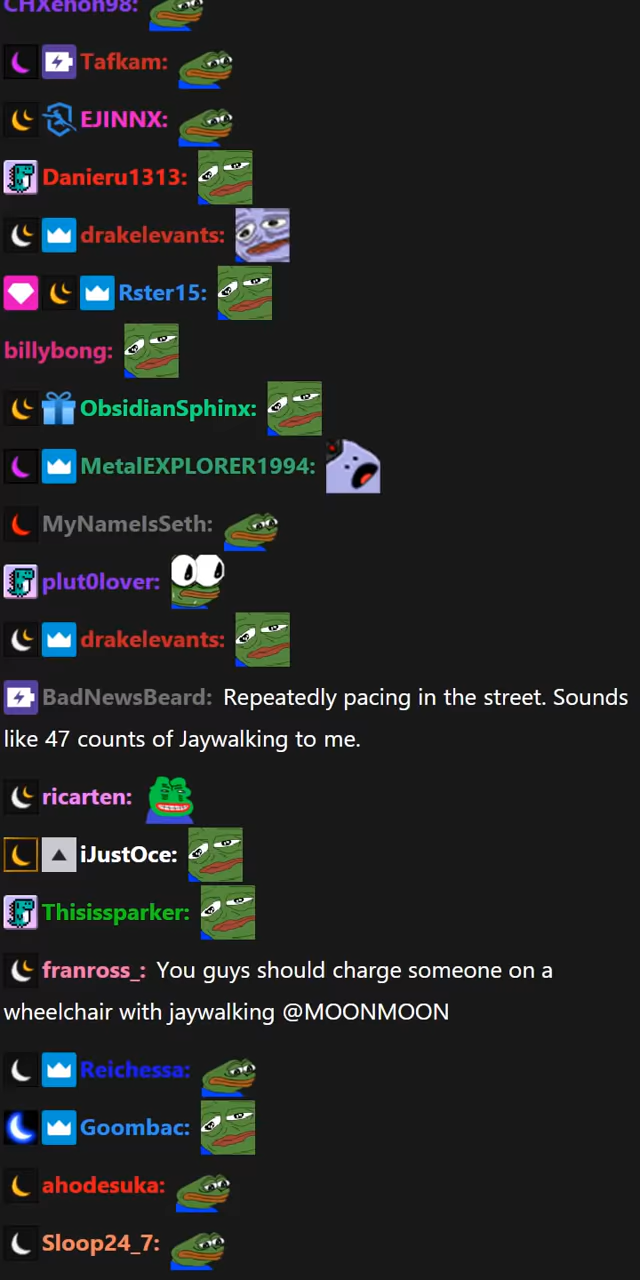 CHXenon98:
Tafkam:
EJINNX:
Danieru1313:
drakelevants:
Rster15:
billybong:
ObsidianSphinx:
MetalEXPLORER1994:
MyNameIsSeth:
plut0lover:
drakelevants:
BadNewsBeard: Repeatedly pacing in the street. Sounds
like 47 counts of Jaywalking to me.
ricarten:
iJustOce:
Thisissparker:
franross_: You guys should charge someone on a
wheelchair with jaywalking @MOONMOON
Reichessa:
Goombac:
ahodesuka:
Sloop24_7: